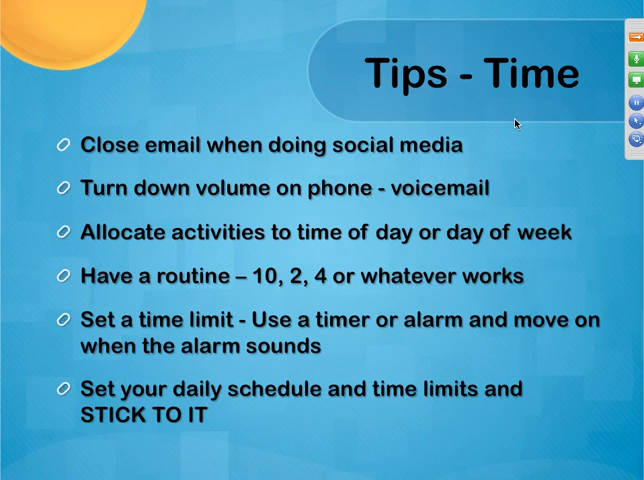 Tips - Time
Close email when doing social media
Turn down volume on phone - voicemail
Allocate activities to time of day or day of week
Have a routine – 10, 2, 4 or whatever works
Set a time limit - Use a timer or alarm and move on
when the alarm sounds
Set your daily schedule and time limits and
STICK TO IT